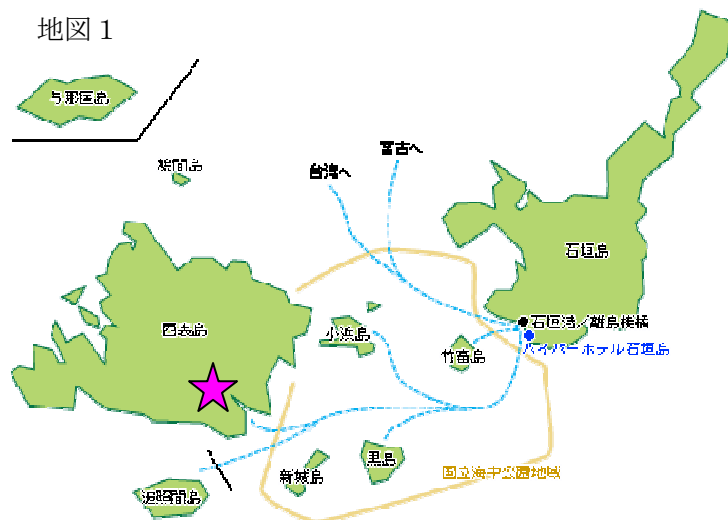 地図1
与那国島
鳩間島
台湾へ
宮古へ
石垣島
西表島
小浜島
石垣港/離島桟橋
竹富島
バイパーホテル石垣島
黒島
新城島
国立海中公園地域
波照間島